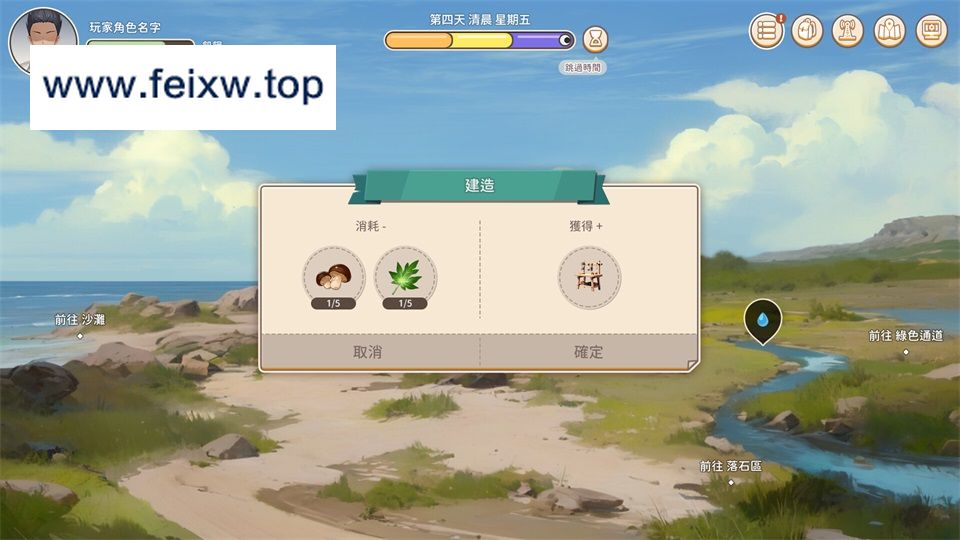 玩家角色名字
第四天 清晨 星期五
跳過時間
www.feixw.top
建造
消耗 -
獲得 +
1/5
1/5
取消
確定
前往 沙灘
前往 綠色通道
前往 落石區